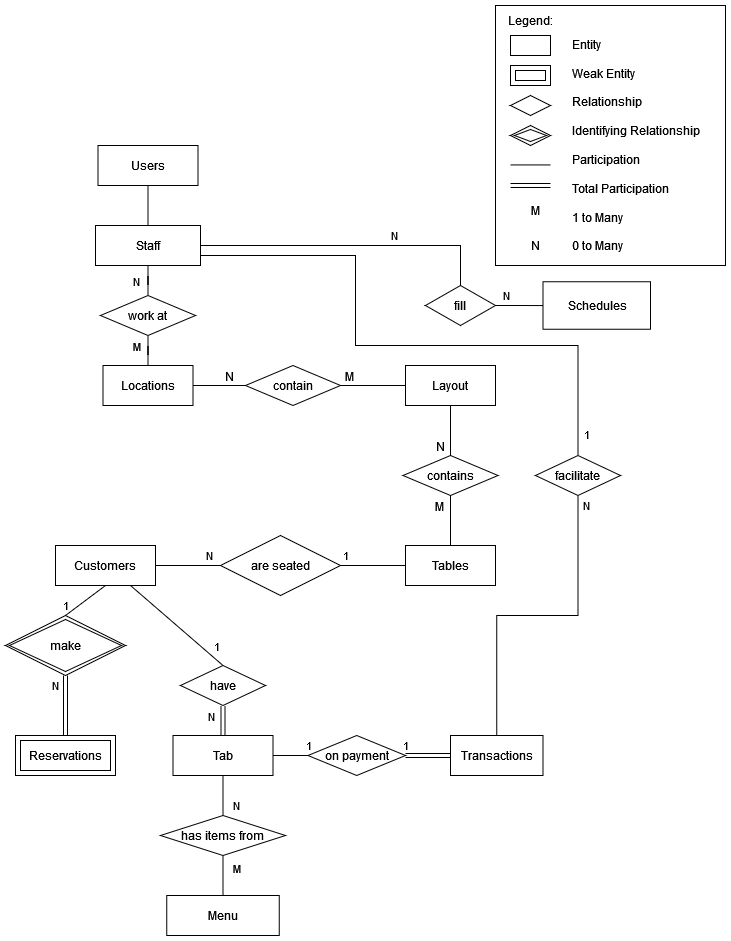 Legend:
Entity
Weak Entity
Relationship
Identifying Relationship
Participation
Total Participation
M 1 to Many
N 0 to Many
Users
Staff
N
N
work at
M
fill
N
Schedules
Locations
N
contain
M
Layout
1
facilitate
N
N
contains
M
Customers
N
are seated
1
Tables
1
make
N
Reservations
1
have
N
Tab
1
on payment
1
Transactions
N
has items from
M
Menu